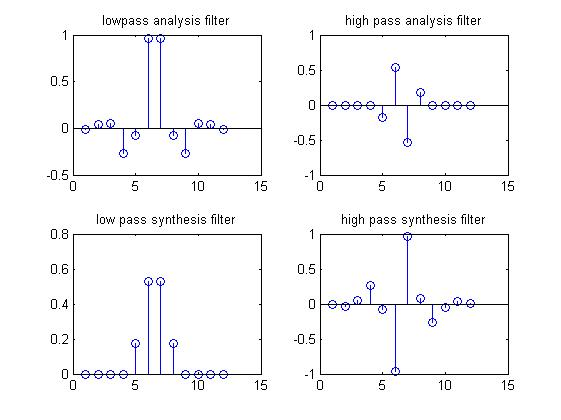 lowpass analysis filter
1
0.5
0
-0.5
0 5 10 15
high pass analysis filter
1
0.5
0
-0.5
-1
0 5 10 15
low pass synthesis filter
0.8
0.6
0.4
0.2
0
0 5 10 15
high pass synthesis filter
1
0.5
0
-0.5
-1
0 5 10 15